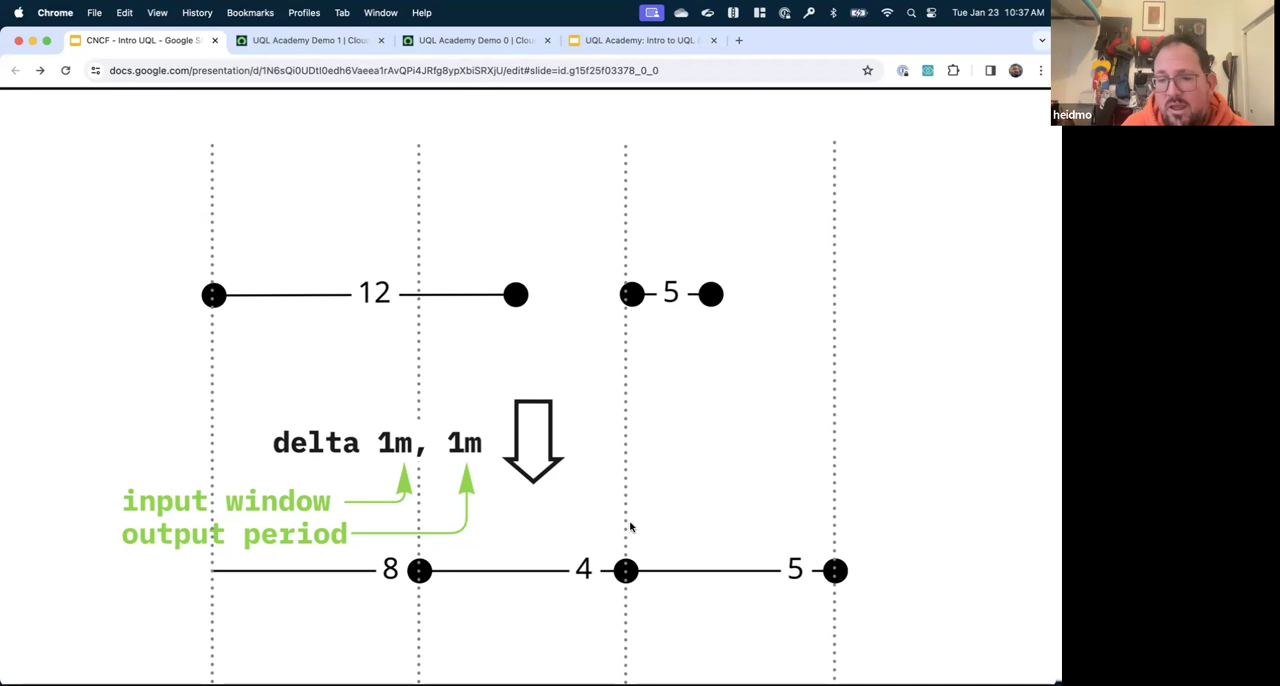 Chrome File Edit View History Bookmarks Profiles Tab Window Help Tue Jan 23 10:37 AM
CNCF - Intro UQL - Google S
UQL Academy Demo 1 | Clou
UQL Academy Demo 0 | Clou
UQL Academy: Intro to UQL
docs.google.com/presentation/d/1N6sQi0UDtI0edh6Vaeea1rAvQPi4JRfg8ypXbiSRXjU/edit#slide=id.g15f25f03378_0_0
heidmo
12 5
delta 1m, 1m
input window
output period
8 4 5